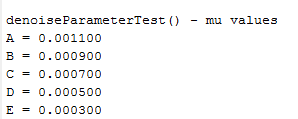 denoiseParameterTest() - mu values
A = 0.001100
B = 0.000900
C = 0.000700
D = 0.000500
E = 0.000300